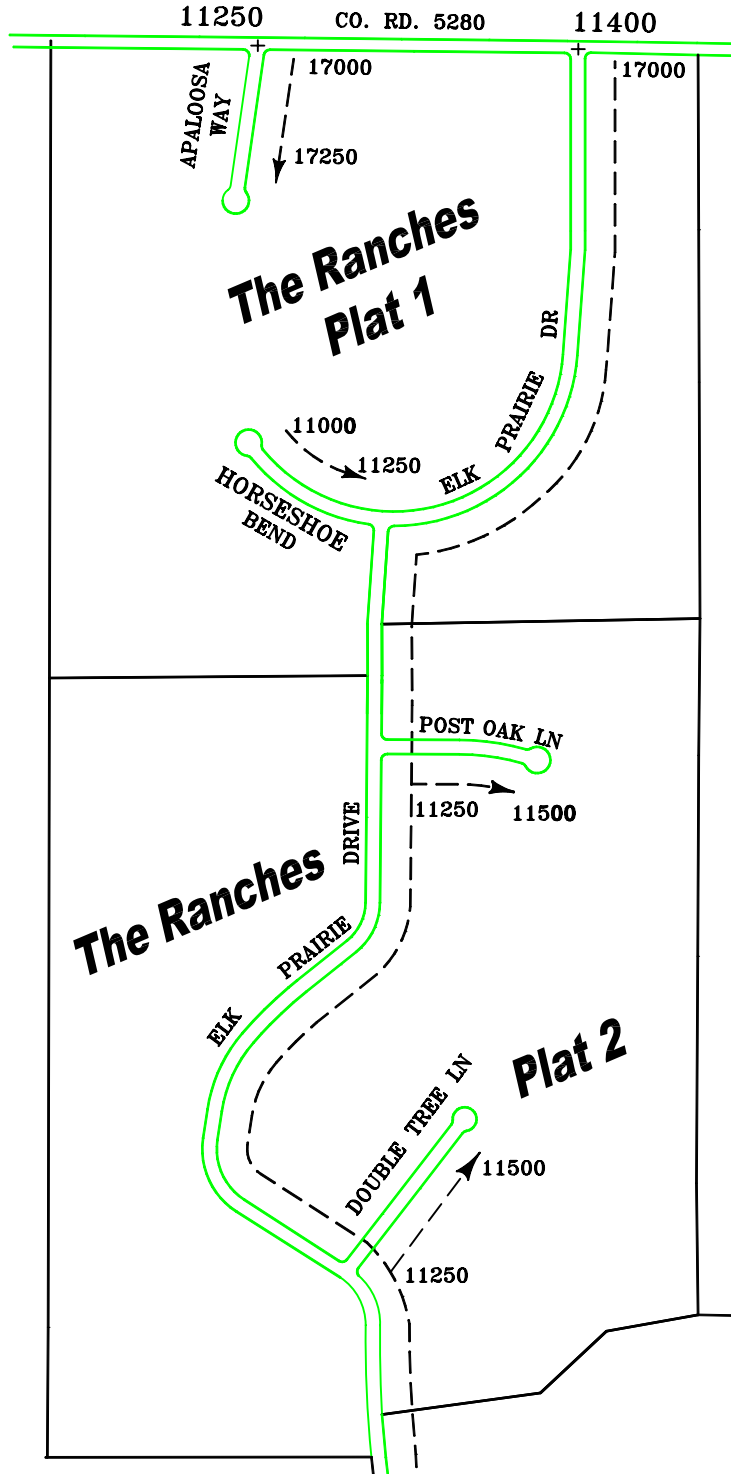 11250
CO. RD. 5280
11400
17000
17000
APALOOSA
WAY
17250
The Ranches
Plat 1
DR
PRAIRIE
ELK
11000
11250
HORSESHOE
BEND
POST OAK LN
11250
11500
DRIVE
The Ranches
PRAIRIE
ELK
Plat 2
DOUBLE TREE LN
11500
11250